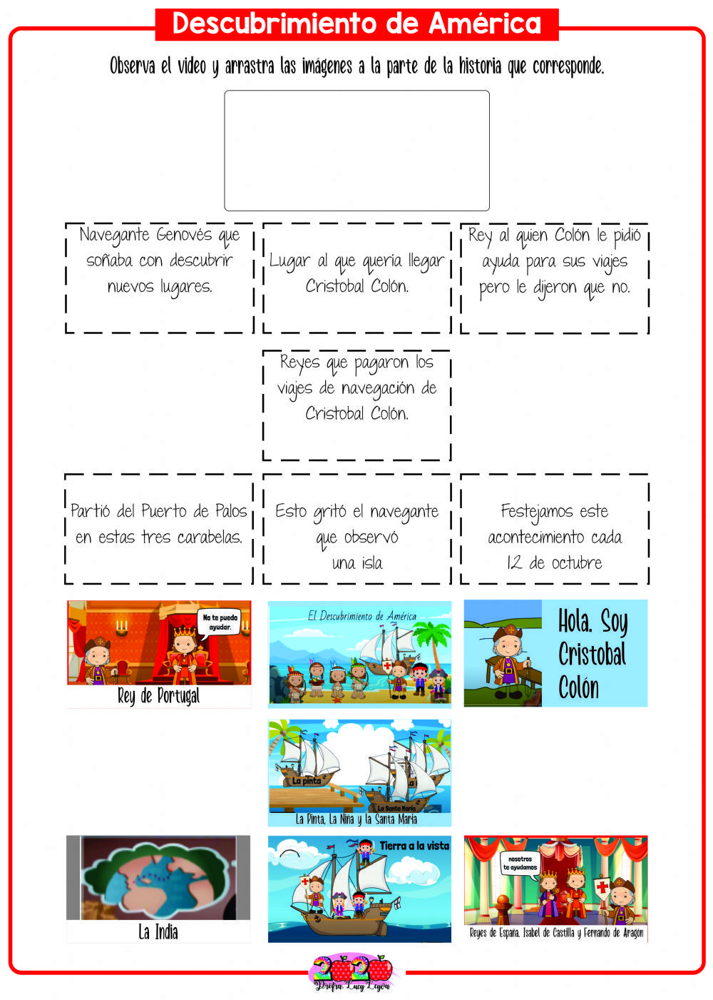 Descubrimiento de América
Observa el video y arrastra las imágenes a la parte de la historia que corresponde.
Navegante Genovés que
soñaba con descubrir
nuevos lugares.
Lugar al que quería llegar
Cristobal Colón.
Rey al quien Colón le pidió
ayuda para sus viajes
pero le dijeron que no.
Reyes que pagaron los
viajes de navegación de
Cristobal Colón.
Partió del Puerto de Palos
en estas tres carabelas.
Esto gritó el navegante
que observó
una isla
Festejamos este
acontecimiento cada
12 de octubre
No te puedo
ayudar.
Rey de Portugal
El Descubrimiento de América
Hola. Soy
Cristobal
Colón
La pinta
La Santa María
La Pinta, La Niña y la Santa Maria
La India
Tierra a la vista
nosotros
te ayudamos
Reyes de España, Isabel de Castilla y Fernando de Aragón
2020
Profra. Lucy Leyva